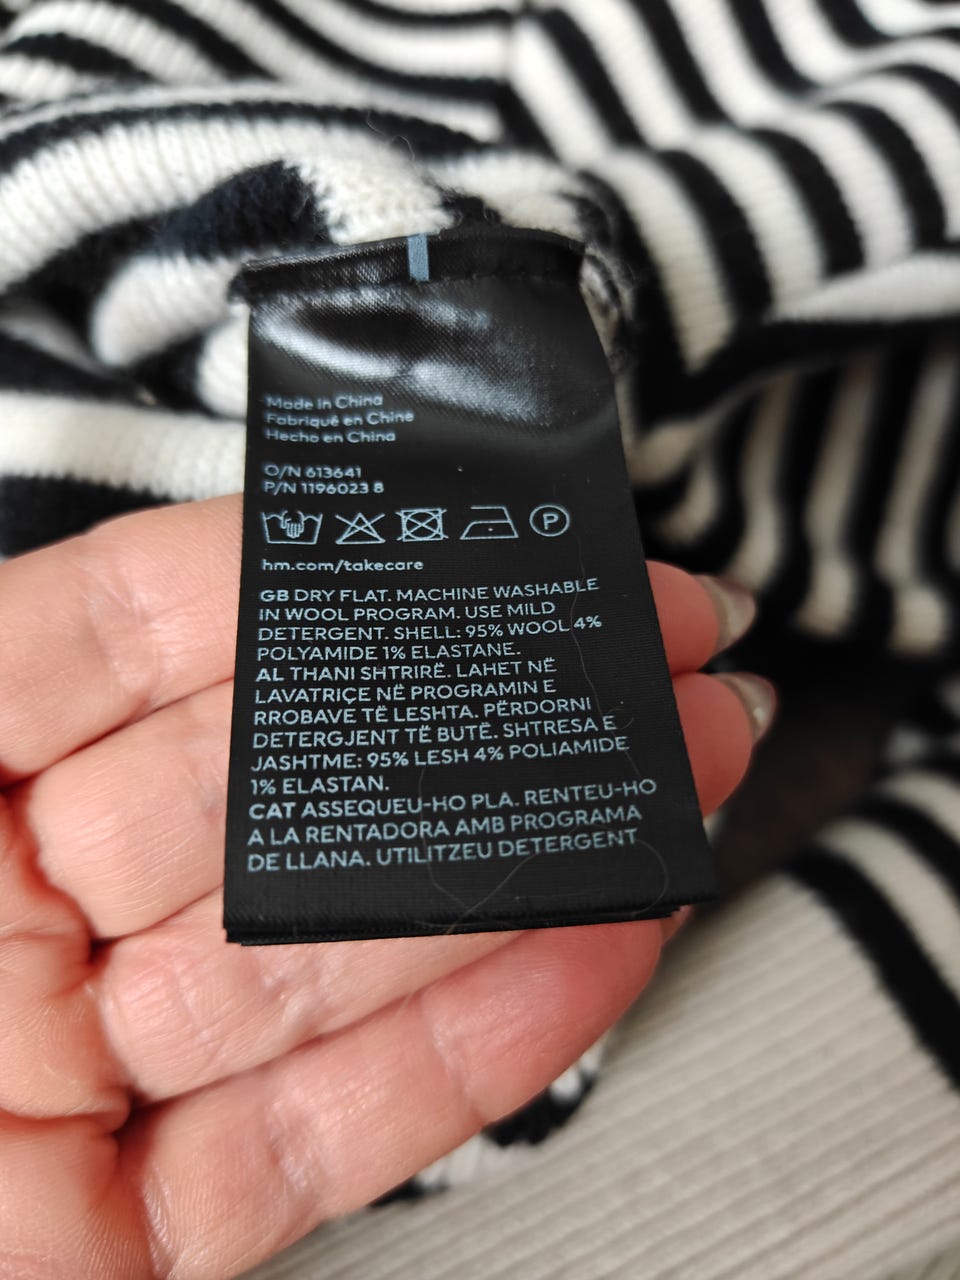 Made in China
Fabriqué en Chine
Hecho en China
O/N 613641
P/N 1196023 8
P
hm.com/takecare
GB DRY FLAT. MACHINE WASHABLE
IN WOOL PROGRAM. USE MILD
DETERGENT. SHELL: 95% WOOL 4%
POLYAMIDE 1% ELASTANE.
AL THANI SHTRIRË. LAHET NË
LAVATRIÇE NË PROGRAMIN E
RROBAVE TË LESHTA. PËRDORNI
DETERGJENT TË BUTË. SHTRESA E
JASHTME: 95% LESH 4% POLIAMIDE
1% ELASTAN.
CAT ASSEQUEU-HO PLA. RENTEU-HO
A LA RENTADORA AMB PROGRAMA
DE LLANA. UTILITZEU DETERGENT